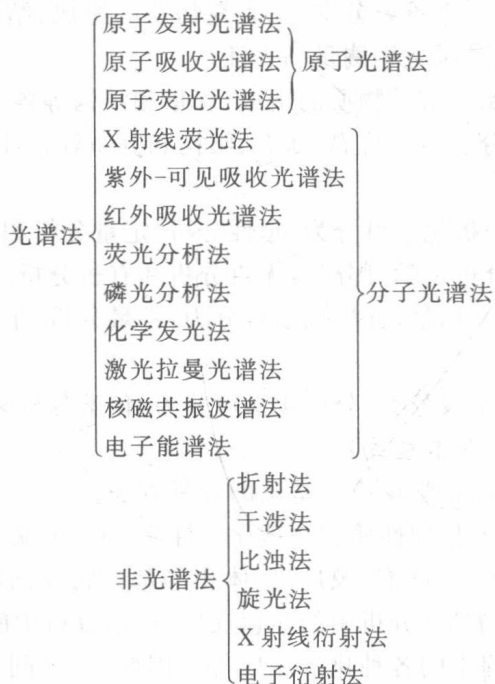 原子发射光谱法
原子吸收光谱法
原子荧光光谱法
原子光谱法
X 射线荧光法
紫外-可见吸收光谱法
红外吸收光谱法
光谱法
荧光分析法
磷光分析法
分子光谱法
化学发光法
激光拉曼光谱法
核磁共振波谱法
电子能谱法
折射法
干涉法
比浊法
非光谱法
旋光法
X 射线衍射法
电子衍射法